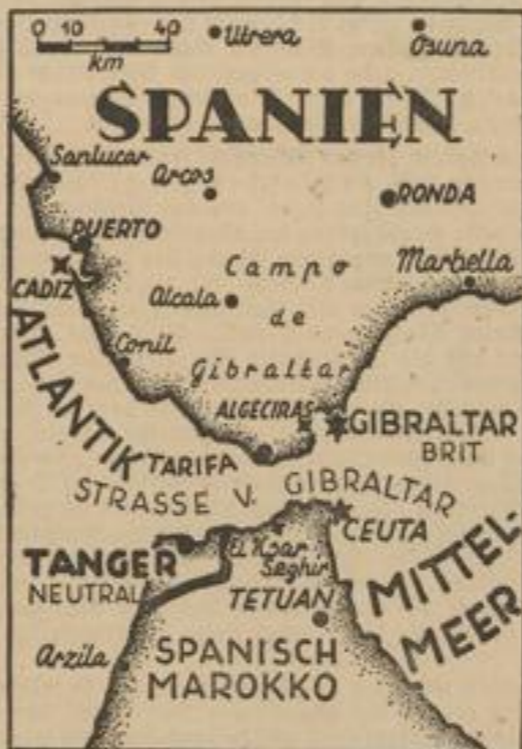 0 10 40
km
Utrera
Osuna
SPANIEN
Sanlucar
Arcos
RONDA
PUERTO
Campo
Marbella
CADIZ
Alcala
de
Conil
Gibraltar
ATLANTIK
ALGECIRAS
GIBRALTAR
BRIT
TARIFA
STRASSE V. GIBRALTAR
CEUTA
TANGER
NEUTRAL
El Ksar
Seghir
TETUAN
MITTEL-
MEER
Arzila
SPANISCH
MAROKKO